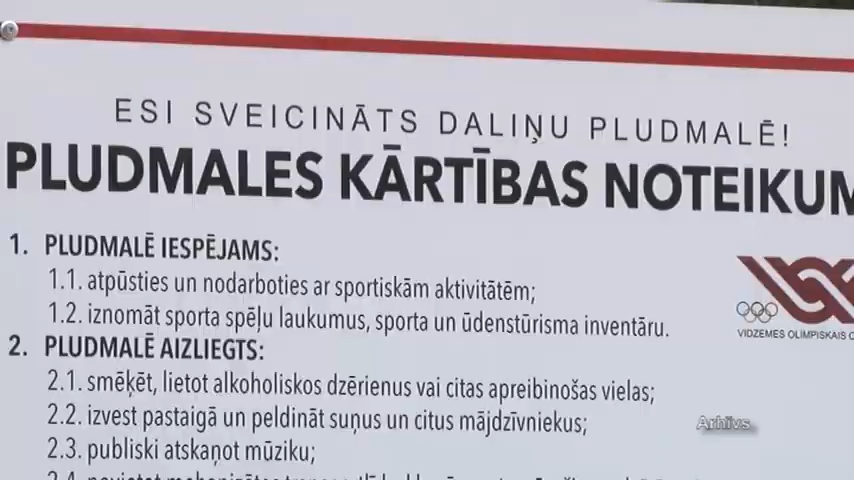 ESI SVEICINĀTS DALIŅU PLUDMALĒ!
PLUDMALES KĀRTĪBAS NOTEIKUM
1. PLUDMALĒ IESPĒJAMS:
1.1. atpūsties un nodarboties ar sportiskām aktivitātēm;
1.2. iznomāt sporta spēļu laukumus, sporta un ūdenstūrisma inventāru.
VIDZEMES OLIMPISKAIS C
2. PLUDMALĒ AIZLIEGTS:
2.1. smēķēt, lietot alkoholiskos dzērienus vai citas apreibinošas vielas;
2.2. izvest pastaigā un peldināt suņus un citus mājdzīvniekus;
2.3. publiski atskaņot mūziku;
Arhīvs
2.4.